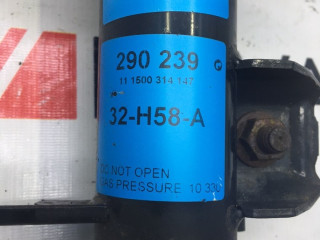 290 239
11 1500 314 147
32-H58-A
DO NOT OPEN
GAS PRESSURE 10 330